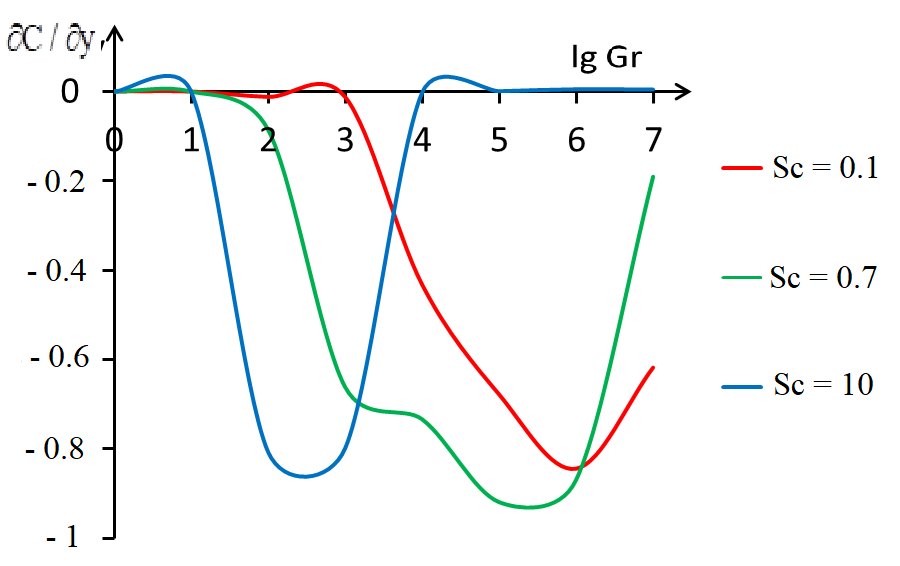 ∂C / ∂y,
lg Gr
0
0 1 2 3 4 5 6 7
- 0.2
- 0.4
- 0.6
- 0.8
- 1
Sc = 0.1
Sc = 0.7
Sc = 10